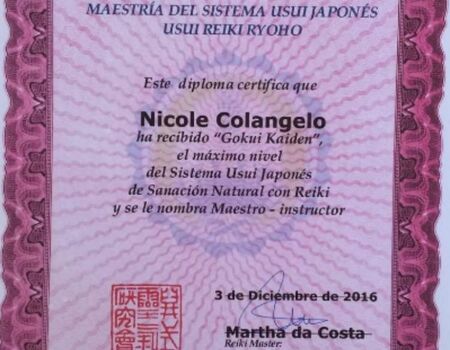 MAESTRÍA DEL SISTEMA USUI JAPONÉS
USUI REIKI RYOHO
Este diploma certifica que
Nicole Colangelo
ha recibido "Gokui Kaiden",
el máximo nivel
del Sistema Usui Japonés
de Sanación Natural con Reiki
y se le nombra Maestro - instructor
3 de Diciembre de 2016
Martha da Costa
Reiki Master: